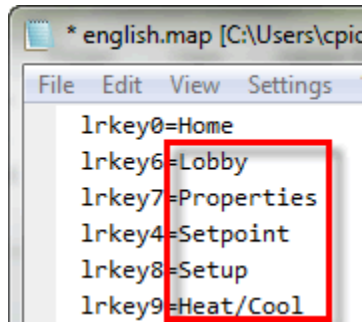 * english.map [C:\Users\cpic
File Edit View Settings
lrkey0=Home
lrkey6=Lobby
lrkey7=Properties
lrkey4=Setpoint
lrkey8=Setup
lrkey9=Heat/Cool